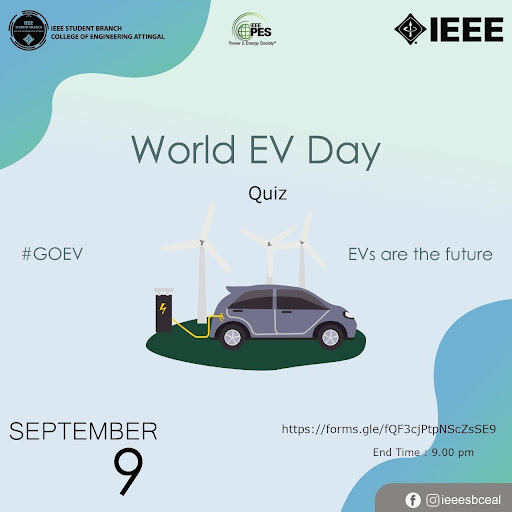 IEEE STUDENT BRANCH
COLLEGE OF ENGINEERING ATTINGAL
IEEE
PES
Power & Energy Society®
IEEE
World EV Day
Quiz
#GOEV
EVs are the future
SEPTEMBER
9
https://forms.gle/fQF3cjPtpNScZsSE9
End Time : 9.00 pm
ieeesbceal